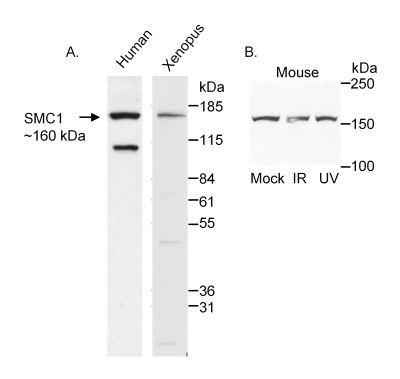 A.
Human
Xenopus
SMC1
~160 kDa
kDa
185
115
84
61
55
36
31
B.
Mouse
kDa
250
150
100
Mock IR UV